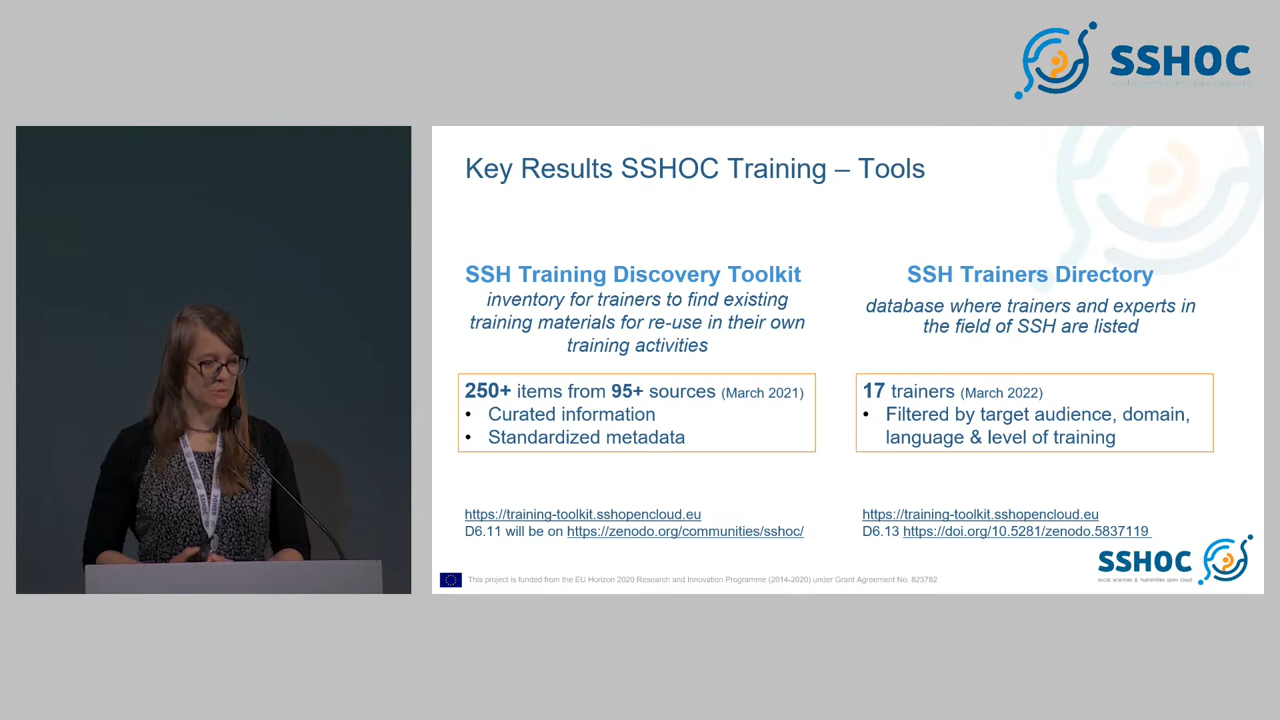 SSHOC
Key Results SSHOC Training – Tools
SSH Training Discovery Toolkit
inventory for trainers to find existing
training materials for re-use in their own
training activities
250+ items from 95+ sources (March 2021)
• Curated information
• Standardized metadata
https://training-toolkit.sshopencloud.eu
D6.11 will be on https://zenodo.org/communities/sshoc/
SSH Trainers Directory
database where trainers and experts in
the field of SSH are listed
17 trainers (March 2022)
• Filtered by target audience, domain,
language & level of training
https://training-toolkit.sshopencloud.eu
D6.13 https://doi.org/10.5281/zenodo.5837119
SSHOC
social sciences & humanities open cloud
This project is funded from the EU Horizon 2020 Research and Innovation Programme (2014-2020) under Grant Agreement No. 823782
SSHOC